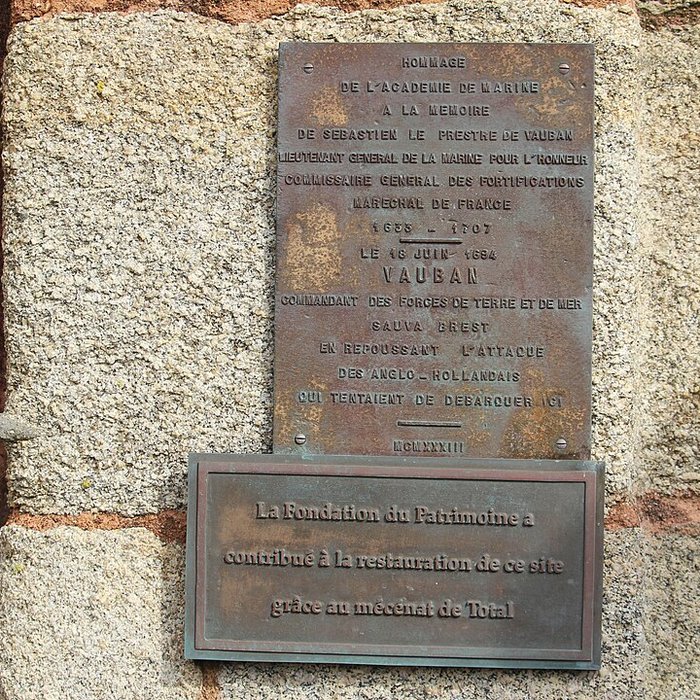 HOMMAGE
DE L'ACADEMIE DE MARINE
A LA MEMOIRE
DE SEBASTIEN LE PRESTRE DE VAUBAN
LIEUTENANT GENERAL DE LA MARINE POUR L'HONNEUR
COMMISSAIRE GENERAL DES FORTIFICATIONS
MARECHAL DE FRANCE
1633 - 1707
LE 18 JUIN 1694
VAUBAN
COMMANDANT DES FORCES DE TERRE ET DE MER
SAUVA BREST
EN REPOUSSANT L'ATTAQUE
DES ANGLO - HOLLANDAIS
QUI TENTAIENT DE DEBARQUER ICI
MCMXXXIII
La Fondation du Patrimoine a
contribué à la restauration de ce site
grâce au mécénat de Total